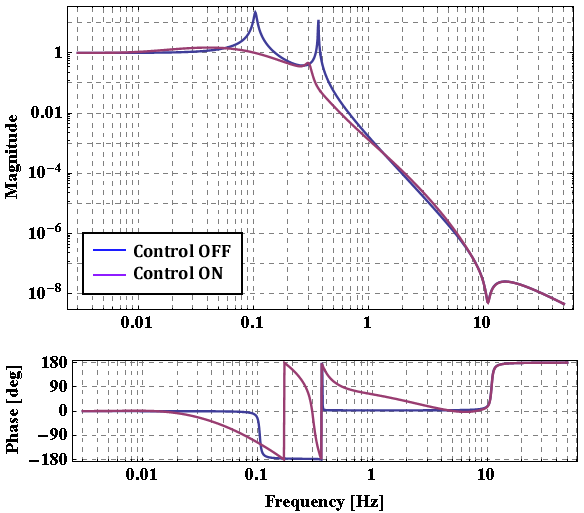 Magnitude
1
0.01
10⁻⁴
10⁻⁶
10⁻⁸
Control OFF
Control ON
0.01 0.1 1 10
Phase [deg]
180
90
0
−90
−180
0.01 0.1 1 10
Frequency [Hz]